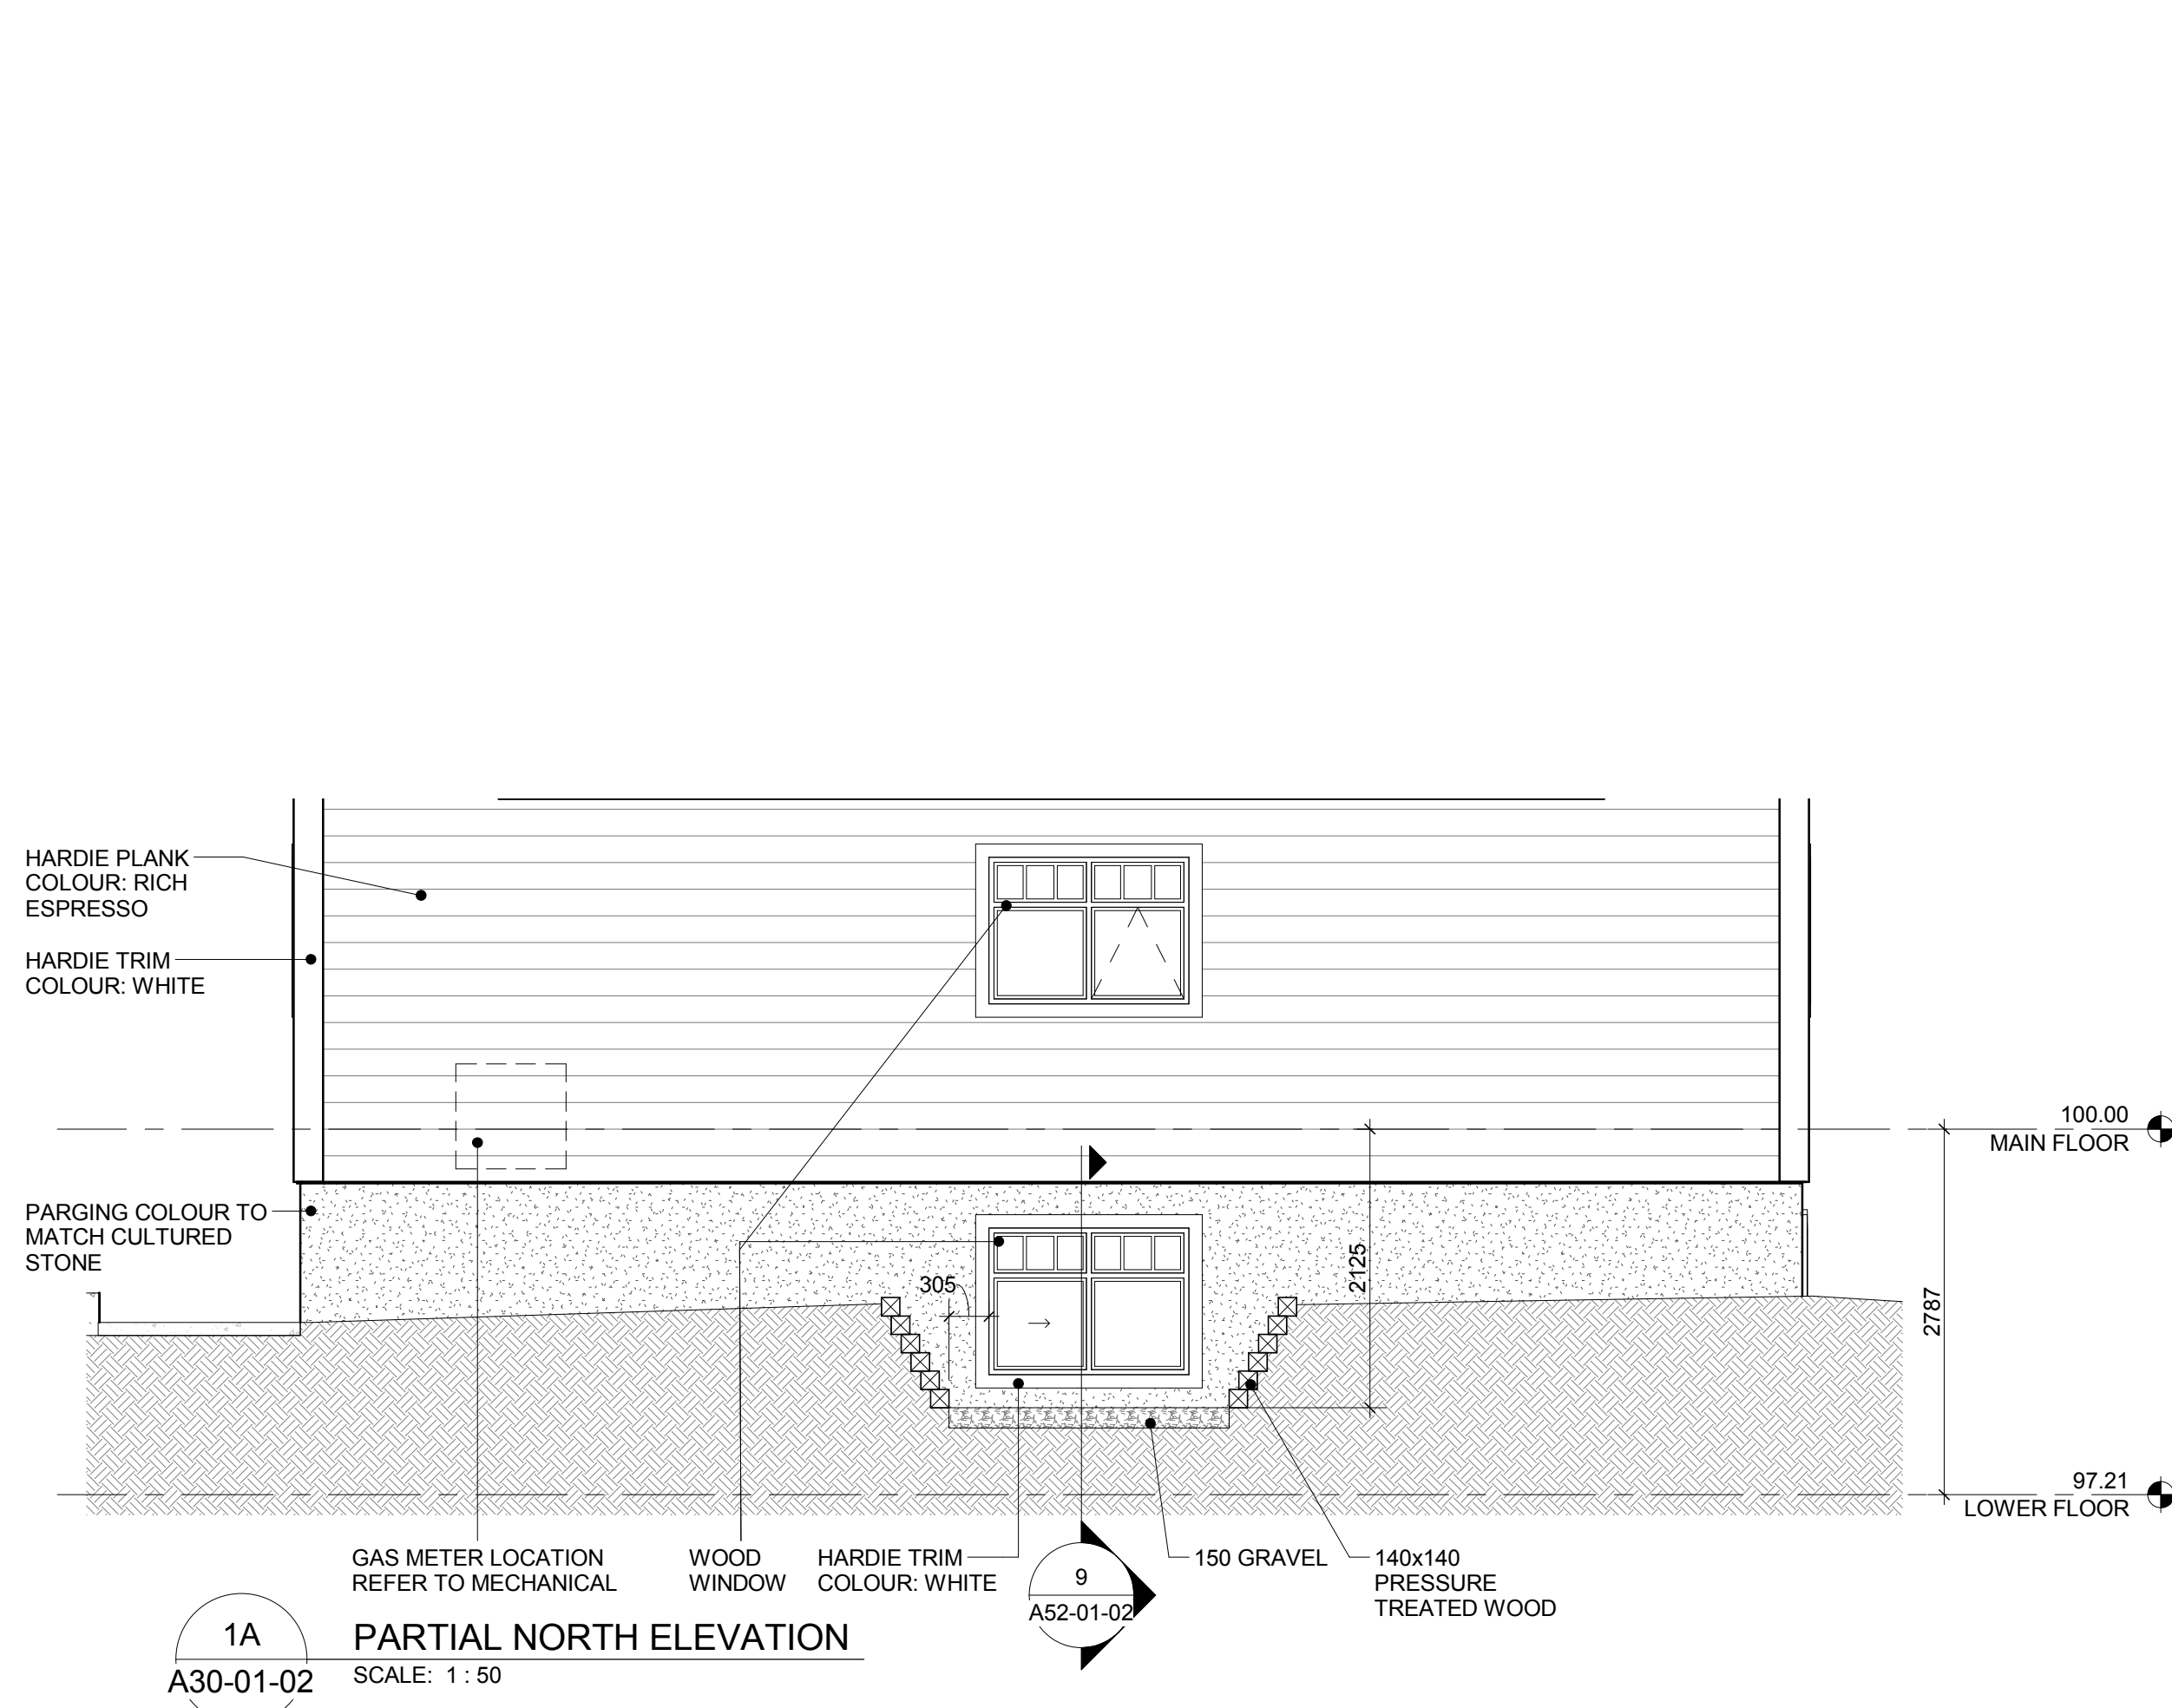 HARDIE PLANK
COLOUR: RICH
ESPRESSO
HARDIE TRIM
COLOUR: WHITE
100.00
MAIN FLOOR
PARGING COLOUR TO
MATCH CULTURED
STONE
305
2125
2787
97.21
LOWER FLOOR
GAS METER LOCATION
REFER TO MECHANICAL
WOOD
WINDOW
HARDIE TRIM
COLOUR: WHITE
9
A52-01-02
150 GRAVEL
140x140
PRESSURE
TREATED WOOD
1A
A30-01-02
PARTIAL NORTH ELEVATION
SCALE: 1 : 50